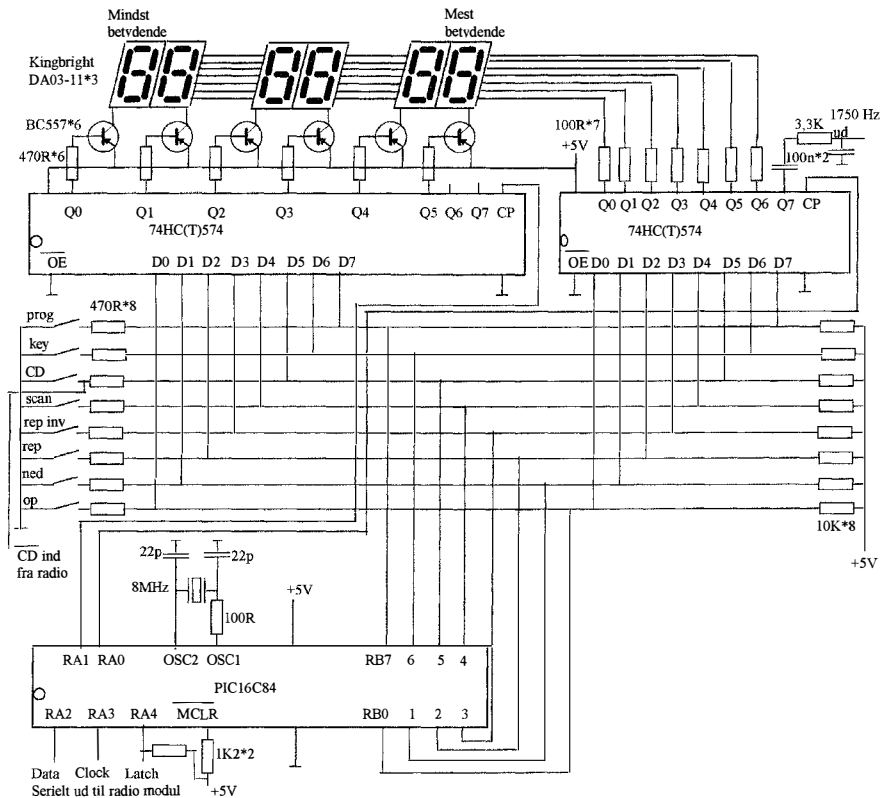 Mindst
betydende
Mest
betydende
Kingbright
DA03-11*3
BC557*6
470R*6
100R*7
+5V
3,3K
1750 Hz
ud
100n*2
Q0 Q1 Q2 Q3 Q4 Q5 Q6 Q7 CP
74HC(T)574
OE D0 D1 D2 D3 D4 D5 D6 D7
Q0 Q1 Q2 Q3 Q4 Q5 Q6 Q7 CP
74HC(T)574
OE D0 D1 D2 D3 D4 D5 D6 D7
470R*8
prog
key
CD
scan
rep inv
rep
ned
op
10K*8
+5V
CD ind
fra radio
22p
22p
8MHz
100R
+5V
RA1 RA0 OSC2 OSC1 RB7 6 5 4
PIC16C84
RA2 RA3 RA4 MCLR RB0 1 2 3
1K2*2
+5V
Data Clock Latch
Serielt ud til radio modul